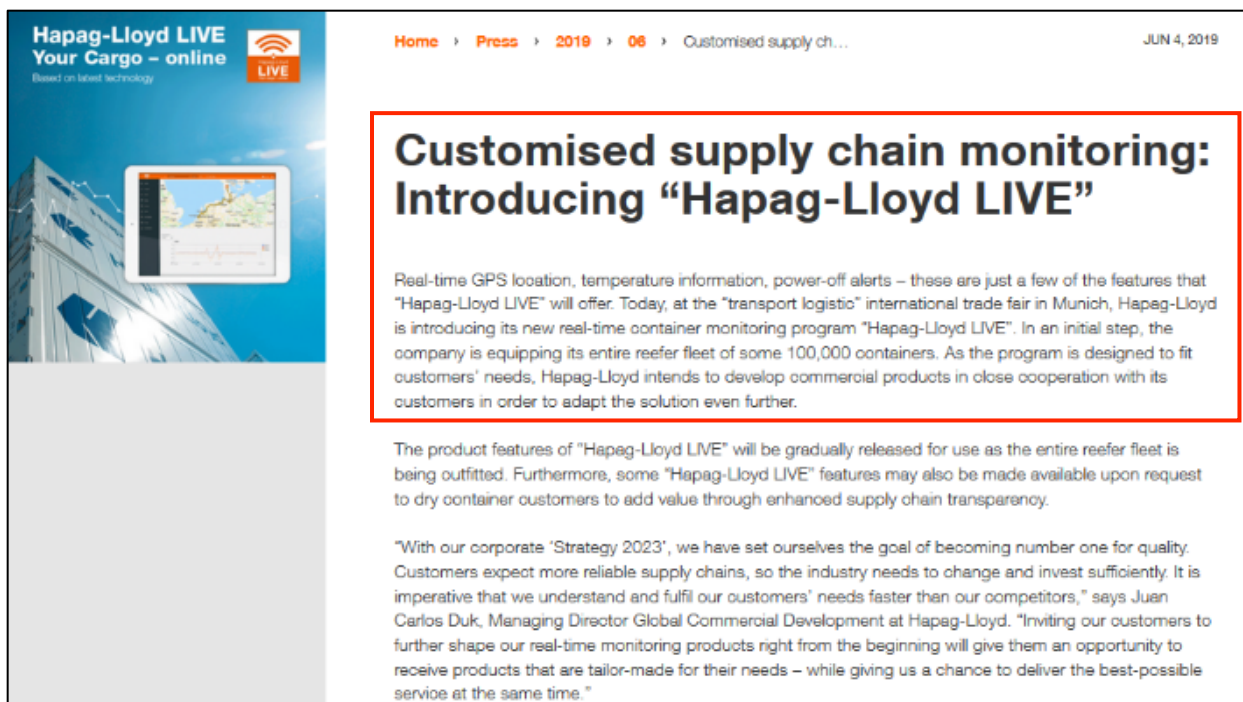 Hapag-Lloyd LIVE
Your Cargo – online
Based on latest technology
LIVE
Home › Press › 2019 › 06 › Customised supply ch...
JUN 4, 2019
Customised supply chain monitoring:
Introducing “Hapag-Lloyd LIVE”
Real-time GPS location, temperature information, power-off alerts – these are just a few of the features that
“Hapag-Lloyd LIVE” will offer. Today, at the “transport logistic” international trade fair in Munich, Hapag-Lloyd
is introducing its new real-time container monitoring program “Hapag-Lloyd LIVE”. In an initial step, the
company is equipping its entire reefer fleet of some 100,000 containers. As the program is designed to fit
customers’ needs, Hapag-Lloyd intends to develop commercial products in close cooperation with its
customers in order to adapt the solution even further.
The product features of “Hapag-Lloyd LIVE” will be gradually released for use as the entire reefer fleet is
being outfitted. Furthermore, some “Hapag-Lloyd LIVE” features may also be made available upon request
to dry container customers to add value through enhanced supply chain transparency.
“With our corporate ‘Strategy 2023’, we have set ourselves the goal of becoming number one for quality.
Customers expect more reliable supply chains, so the industry needs to change and invest sufficiently. It is
imperative that we understand and fulfil our customers’ needs faster than our competitors,” says Juan
Carlos Duk, Managing Director Global Commercial Development at Hapag-Lloyd. “Inviting our customers to
further shape our real-time monitoring products right from the beginning will give them an opportunity to
receive products that are tailor-made for their needs – while giving us a chance to deliver the best-possible
service at the same time.”